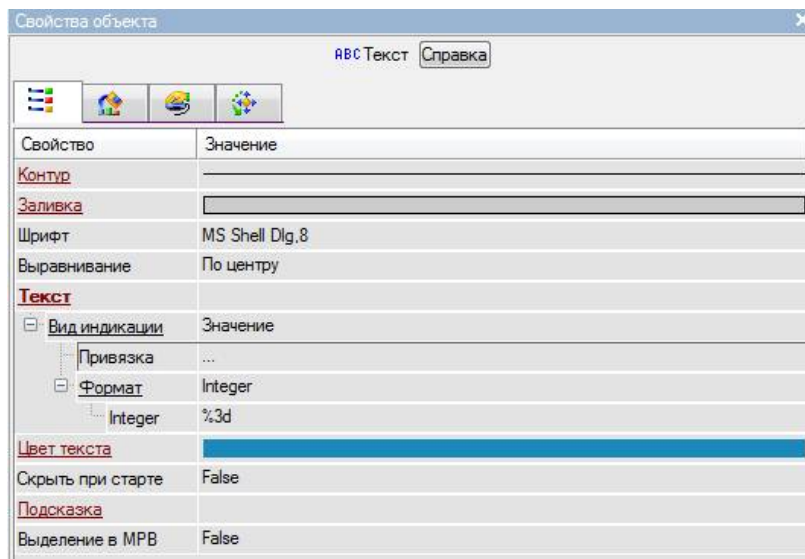 Свойства объекта
ABC Текст Справка
Свойство Значение
Контур
Заливка
Шрифт MS Shell Dlg,8
Выравнивание По центру
Текст
Вид индикации Значение
Привязка ...
Формат Integer
Integer %3d
Цвет текста
Скрыть при старте False
Подсказка
Выделение в МРВ False